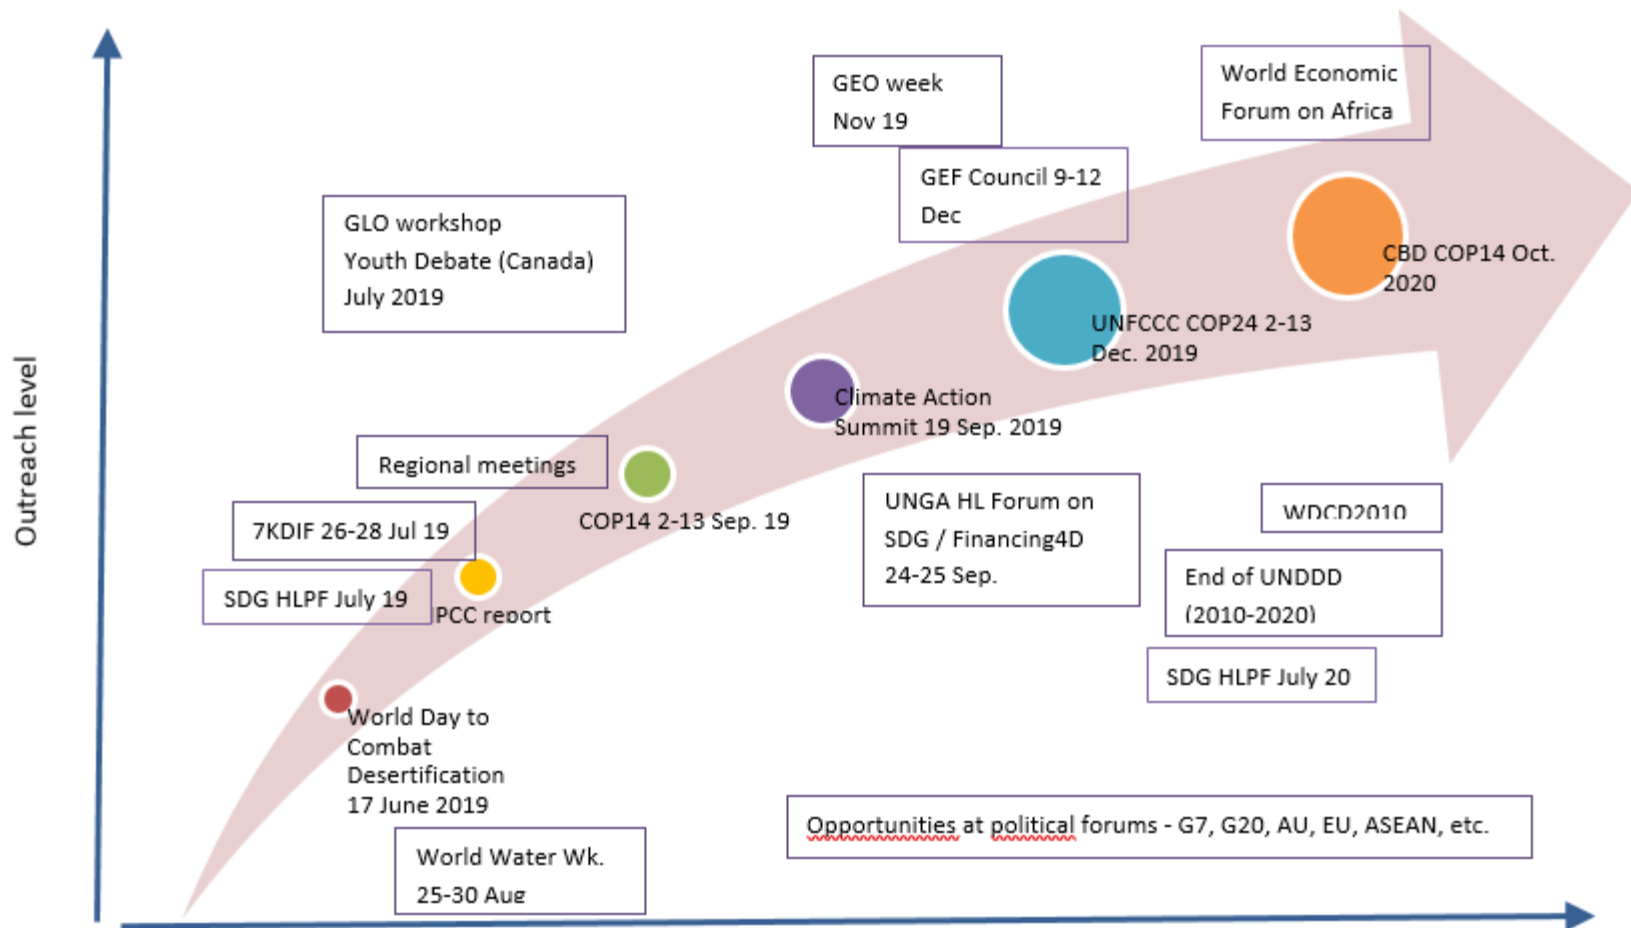 GEO week
Nov 19
World Economic
Forum on Africa
GEF Council 9-12
Dec
GLO workshop
Youth Debate (Canada)
July 2019
CBD COP14 Oct.
2020
UNFCCC COP24 2-13
Dec. 2019
Climate Action
Summit 19 Sep. 2019
Outreach level
Regional meetings
COP14 2-13 Sep. 19
7KDIF 26-28 Jul 19
SDG HLPF July 19
IPCC report
UNGA HL Forum on
SDG / Financing4D
24-25 Sep.
WDCD2010
End of UNDDD
(2010-2020)
SDG HLPF July 20
World Day to
Combat
Desertification
17 June 2019
World Water Wk.
25-30 Aug
Opportunities at political forums - G7, G20, AU, EU, ASEAN, etc.